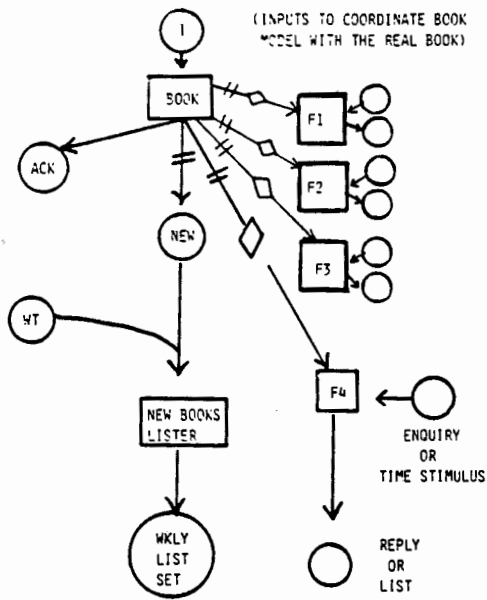 1
(INPUTS TO COORDINATE BOOK
MODEL WITH THE REAL BOOK)
BOOK
F1
ACK
F2
NEW
F3
WT
F4
NEW BOOKS
LISTER
ENQUIRY
OR
TIME STIMULUS
WKLY
LIST
SET
REPLY
OR
LIST